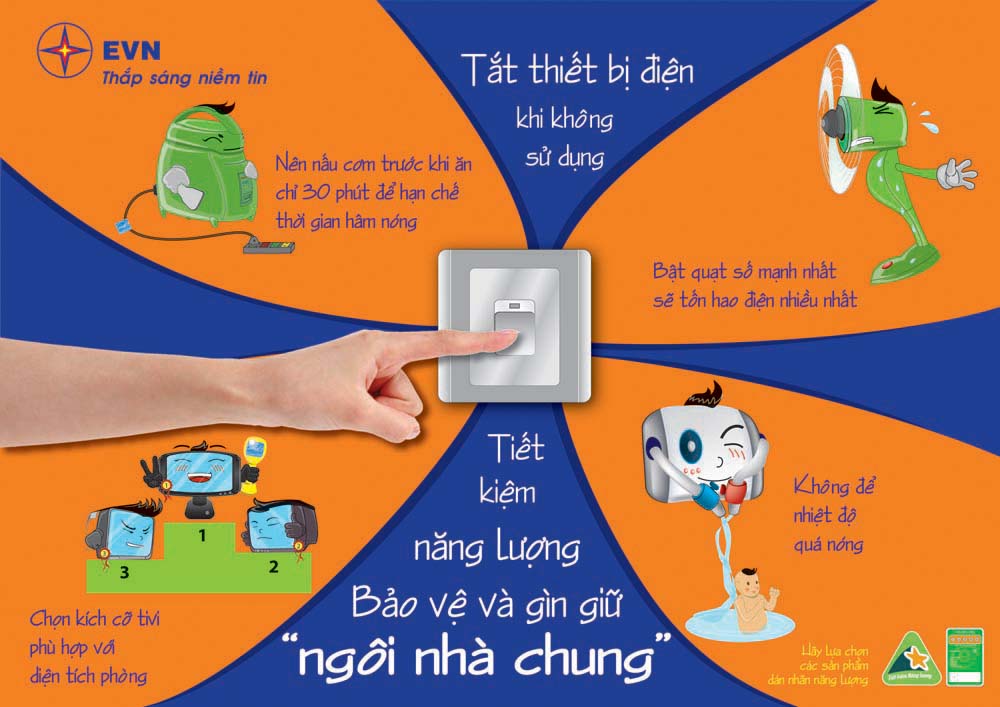 EVN
Thắp sáng niềm tin
Tắt thiết bị điện
khi không
sử dụng
Nên nấu cơm trước khi ăn
chỉ 30 phút để hạn chế
thời gian hâm nóng
Bật quạt số mạnh nhất
sẽ tốn hao điện nhiều nhất
1
2
3
Chọn kích cỡ tivi
phù hợp với
diện tích phòng
Tiết
kiệm
năng lượng
Bảo vệ và gìn giữ
“ngôi nhà chung”
Không để
nhiệt độ
quá nóng
Hãy lựa chọn
các sản phẩm
dán nhãn năng lượng